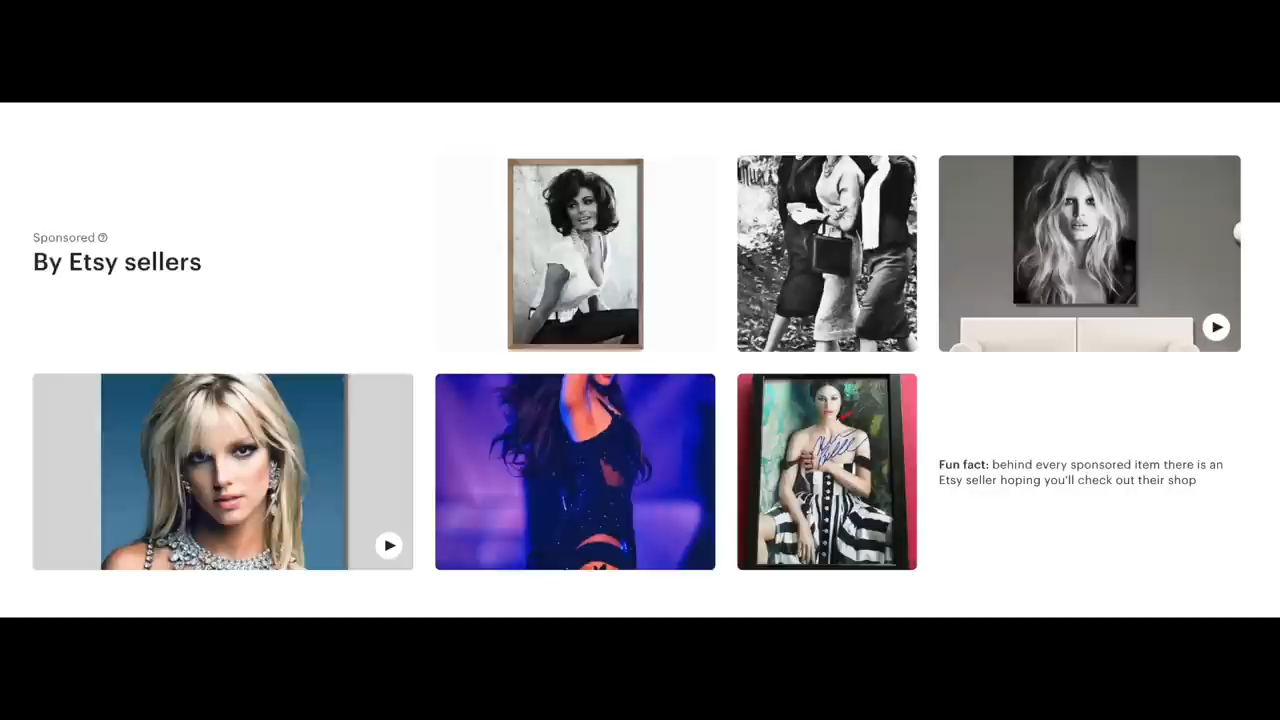 Sponsored
By Etsy sellers
Fun fact: behind every sponsored item there is an
Etsy seller hoping you'll check out their shop